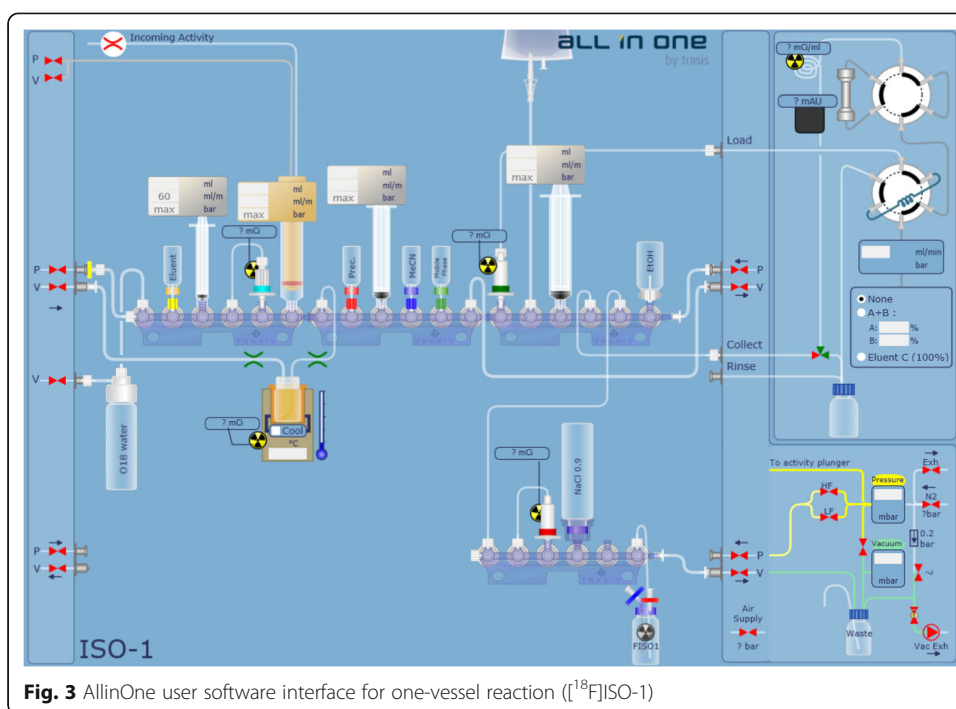 Incoming Activity
ALL IN ONE
by trasis
P
V
? mCi/ml
? mAU
Load
ml
ml/m
bar
60
max
ml
ml/m
bar
max
ml
ml/m
bar
max
ml
ml/m
bar
max
? mCi
? mCi
Eluent
Prec.
MeCN
Mobile Phase
EtOH
P
V
P
V
ml/min
bar
None
A+B :
A: %
B: %
Eluent C (100%)
TRASIS
TRASIS
TRASIS
Collect
Rinse
V
O18 water
? mCi
Cool
°C
? mCi
NaCl 0.9
To activity plunger
Exh
HF
LF
Pressure
mbar
N2
?bar
0.2
bar
Vacuum
mbar
?
P
V
P
V
TRASIS
Air
Supply
? bar
Waste
Vac Exh
FISO1
ISO-1
Fig. 3 AllinOne user software interface for one-vessel reaction ([18F]ISO-1)